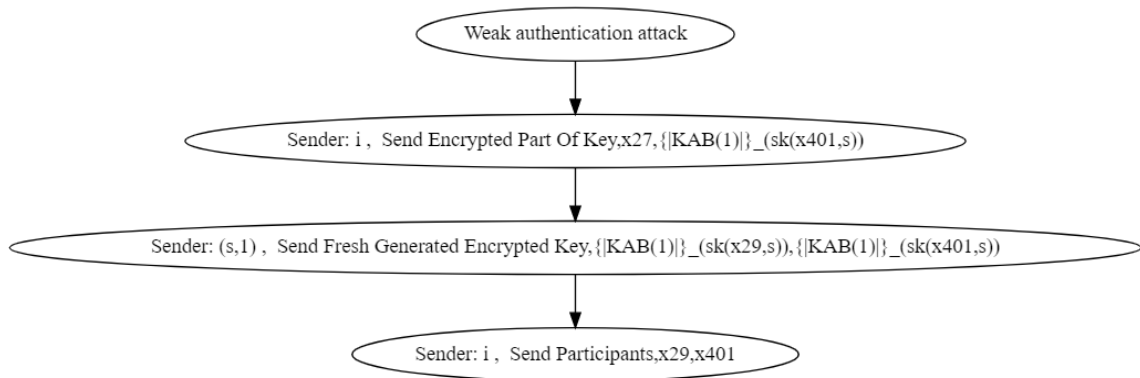 Weak authentication attack
Sender: i ,  Send Encrypted Part Of Key,x27,{|KAB(1)|}_(sk(x401,s))
Sender: (s,1) ,  Send Fresh Generated Encrypted Key,{|KAB(1)|}_(sk(x29,s)),{|KAB(1)|}_(sk(x401,s))
Sender: i ,  Send Participants,x29,x401